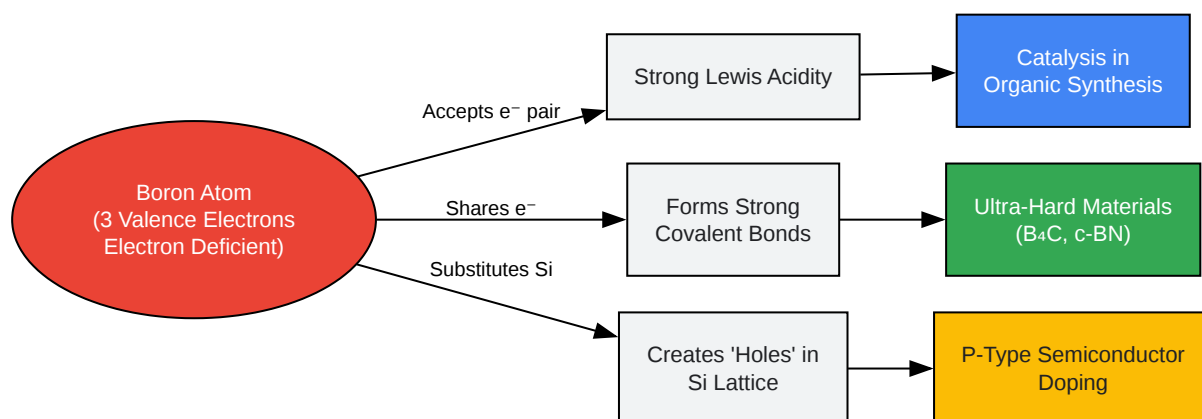 Boron Atom
(3 Valence Electrons
Electron Deficient)
Accepts e⁻ pair
Strong Lewis Acidity
Catalysis in
Organic Synthesis
Shares e⁻
Forms Strong
Covalent Bonds
Ultra-Hard Materials
(B₄C, c-BN)
Substitutes Si
Creates 'Holes' in
Si Lattice
P-Type Semiconductor
Doping